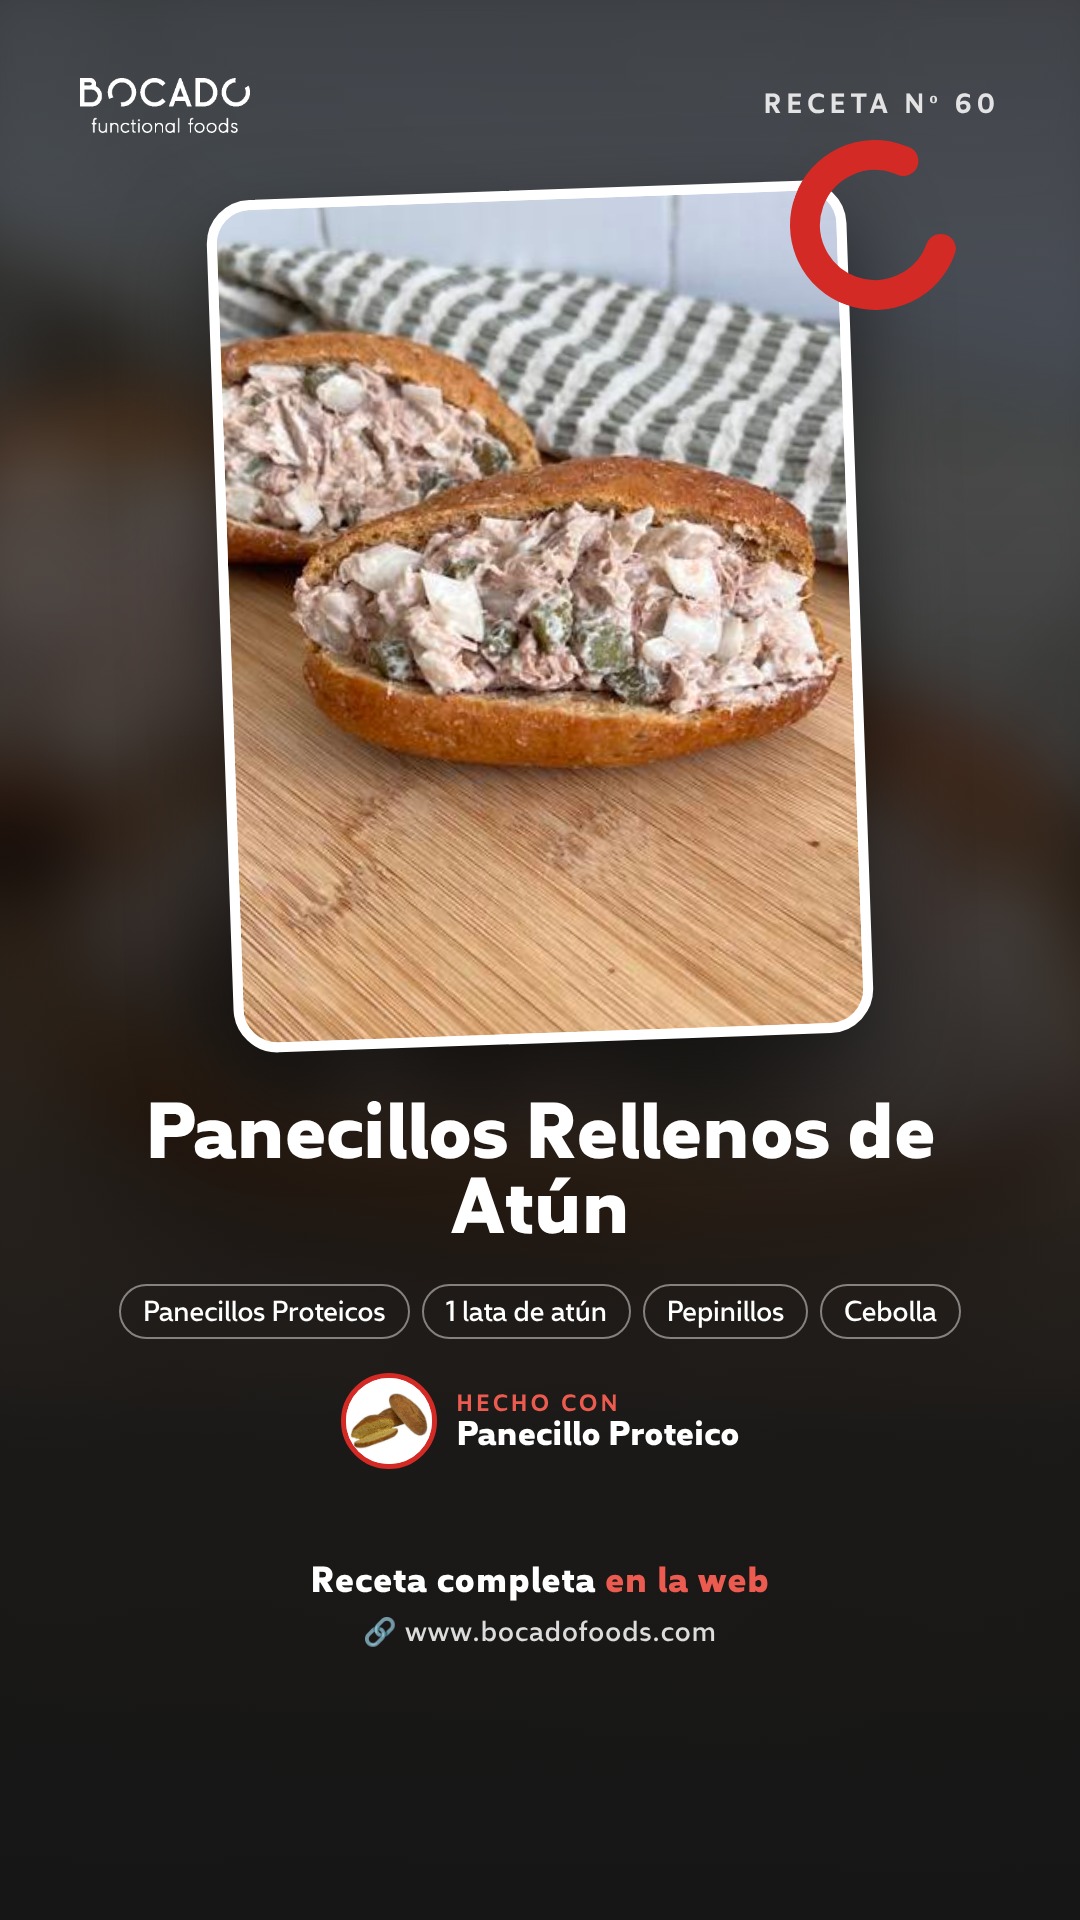 BOCADO
functional foods
RECETA Nº 60
Panecillos Rellenos de
Atún
Panecillos Proteicos
1 lata de atún
Pepinillos
Cebolla
HECHO CON
Panecillo Proteico
Receta completa en la web
www.bocadofoods.com